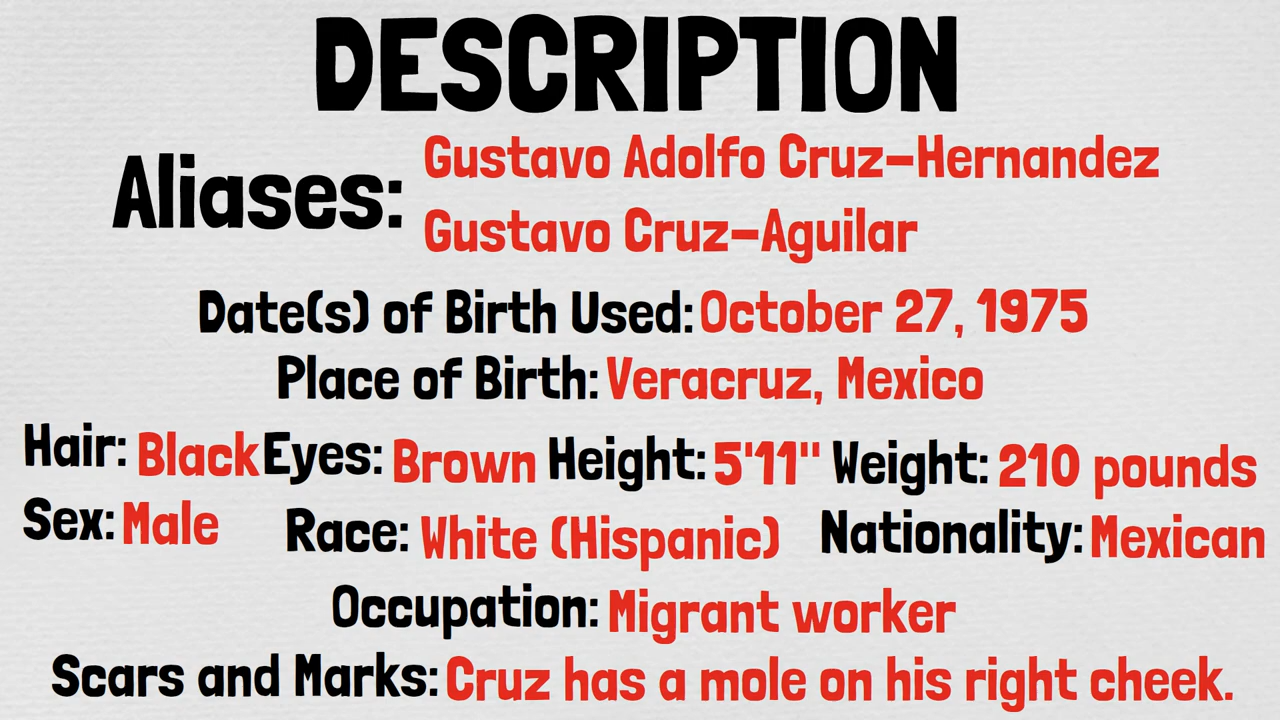 DESCRIPTION
Aliases: Gustavo Adolfo Cruz-Hernandez
Gustavo Cruz-Aguilar
Date(s) of Birth Used: October 27, 1975
Place of Birth: Veracruz, Mexico
Hair: Black Eyes: Brown Height: 5'11" Weight: 210 pounds
Sex: Male Race: White (Hispanic) Nationality: Mexican
Occupation: Migrant worker
Scars and Marks: Cruz has a mole on his right cheek.